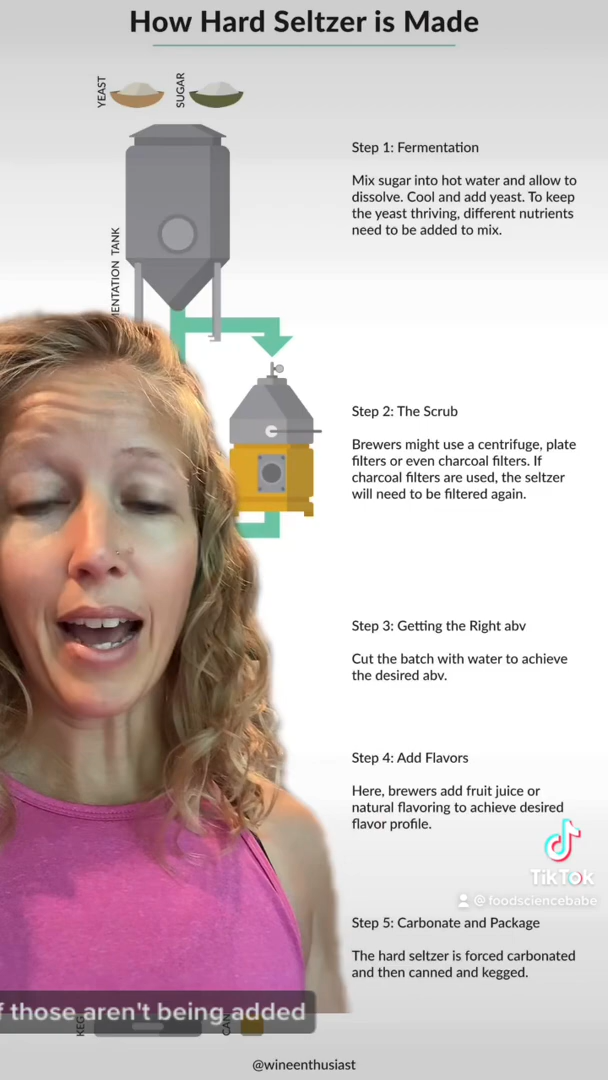 How Hard Seltzer is Made
YEAST
SUGAR
Step 1: Fermentation
Mix sugar into hot water and allow to
dissolve. Cool and add yeast. To keep
the yeast thriving, different nutrients
need to be added to mix.
MENTATION TANK
Step 2: The Scrub
Brewers might use a centrifuge, plate
filters or even charcoal filters. If
charcoal filters are used, the seltzer
will need to be filtered again.
Step 3: Getting the Right abv
Cut the batch with water to achieve
the desired abv.
Step 4: Add Flavors
Here, brewers add fruit juice or
natural flavoring to achieve desired
flavor profile.
TikTok
@foodsciencebabe
Step 5: Carbonate and Package
The hard seltzer is forced carbonated
and then canned and kegged.
f those aren't being added
KEG
CAN
@wineenthusiast